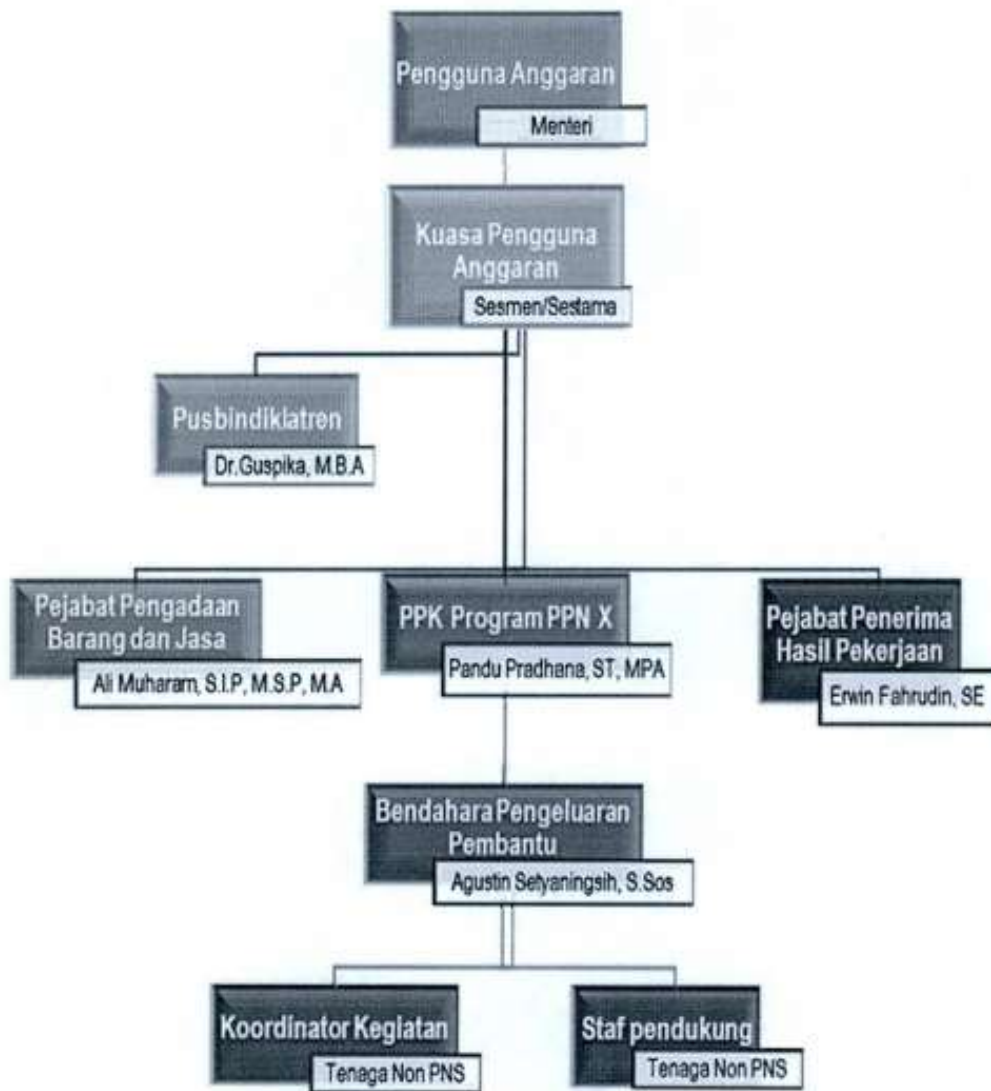 Pengguna Anggaran
Menteri
Kuasa Pengguna
Anggaran
Sesmen/Sestama
Pusbindiklatren
Dr.Guspika, M.B.A
Pejabat Pengadaan
Barang dan Jasa
Ali Muharam, S.I.P, M.S.P, M.A
PPK Program PPN X
Pandu Pradhana, ST, MPA
Pejabat Penerima
Hasil Pekerjaan
Erwin Fahrudin, SE
Bendahara Pengeluaran
Pembantu
Agustin Setyaningsih, S.Sos
Koordinator Kegiatan
Tenaga Non PNS
Staf pendukung
Tenaga Non PNS